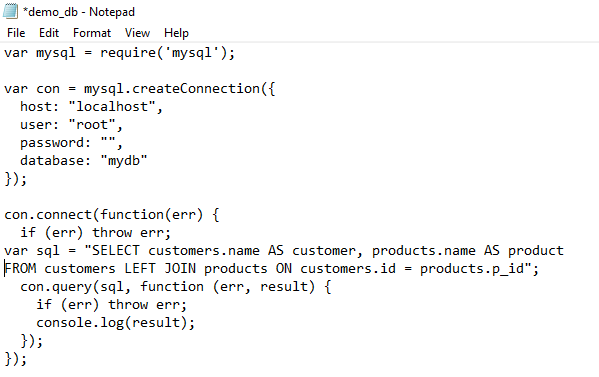 *demo_db - Notepad
File Edit Format View Help
var mysql = require('mysql');

var con = mysql.createConnection({
  host: "localhost",
  user: "root",
  password: "",
  database: "mydb"
});

con.connect(function(err) {
  if (err) throw err;
var sql = "SELECT customers.name AS customer, products.name AS product
FROM customers LEFT JOIN products ON customers.id = products.p_id";
  con.query(sql, function (err, result) {
    if (err) throw err;
    console.log(result);
  });
});